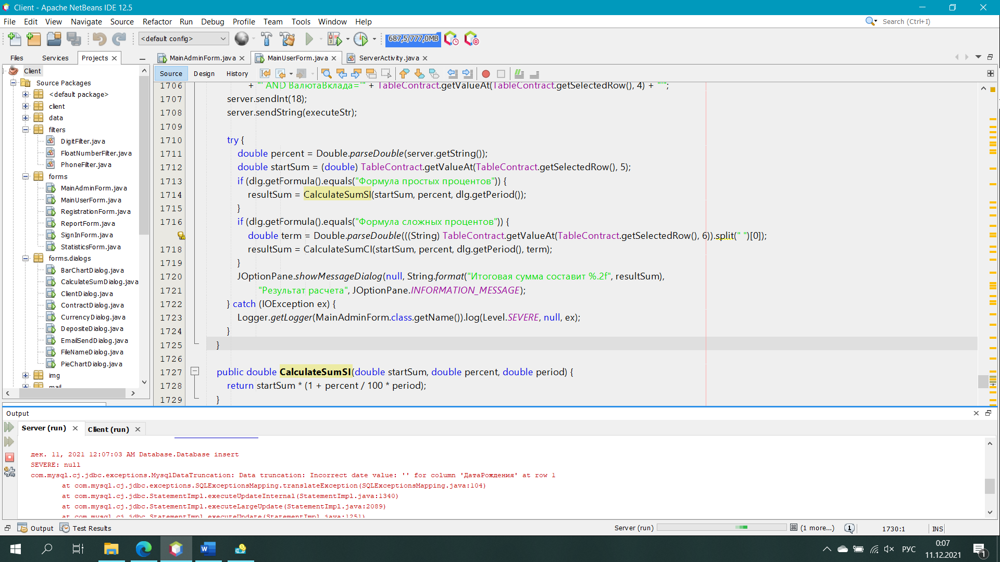 Client - Apache NetBeans IDE 12.5
File Edit View Navigate Source Refactor Run Debug Profile Team Tools Window Help
Search (Ctrl+I)
<default config>
687,5/777,0MB
Files Services Projects
MainAdminForm.java MainUserForm.java ServerActivity.java
Source Design History
Client
Source Packages
<default package>
client
data
filters
DigitFilter.java
FloatNumberFilter.java
PhoneFilter.java
forms
MainAdminForm.java
MainUserForm.java
RegistrationForm.java
ReportForm.java
SignInForm.java
StatisticsForm.java
forms.dialogs
BarChartDialog.java
CalculateSumDialog.java
ClientDialog.java
ContractDialog.java
CurrencyDialog.java
DepositeDialog.java
EmailSendDialog.java
FileNameDialog.java
PieChartDialog.java
img
mail
1706 + "' AND ВалютаВклада='" + TableContract.getValueAt(TableContract.getSelectedRow(), 4) + "'";
1707 server.sendInt(18);
1708 server.sendString(executeStr);
1709
1710 try {
1711 double percent = Double.parseDouble(server.getString());
1712 double startSum = (double) TableContract.getValueAt(TableContract.getSelectedRow(), 5);
1713 if (dlg.getFormula().equals("Формула простых процентов")) {
1714 resultSum = CalculateSumSI(startSum, percent, dlg.getPeriod());
1715 }
1716 if (dlg.getFormula().equals("Формула сложных процентов")) {
double term = Double.parseDouble(((String) TableContract.getValueAt(TableContract.getSelectedRow(), 6)).split(" ")[0]);
1718 resultSum = CalculateSumCI(startSum, percent, dlg.getPeriod(), term);
1719 }
1720 JOptionPane.showMessageDialog(null, String.format("Итоговая сумма составит %.2f", resultSum),
1721 "Результат расчета", JOptionPane.INFORMATION_MESSAGE);
1722 } catch (IOException ex) {
1723 Logger.getLogger(MainAdminForm.class.getName()).log(Level.SEVERE, null, ex);
1724 }
1725 }
1726
1727 public double CalculateSumSI(double startSum, double percent, double period) {
1728 return startSum * (1 + percent / 100 * period);
1729 }
Output
Server (run) Client (run)
дек. 11, 2021 12:07:03 AM Database.Database insert
SEVERE: null
com.mysql.cj.jdbc.exceptions.MysqlDataTruncation: Data truncation: Incorrect date value: '' for column 'ДатаРождения' at row 1
at com.mysql.cj.jdbc.exceptions.SQLExceptionsMapping.translateException(SQLExceptionsMapping.java:104)
at com.mysql.cj.jdbc.StatementImpl.executeUpdateInternal(StatementImpl.java:1340)
at com.mysql.cj.jdbc.StatementImpl.executeLargeUpdate(StatementImpl.java:2089)
at com.mysql.cj.jdbc.StatementImpl.executeUpdate(StatementImpl.java:1251)
Output Test Results
Server (run) (1 more...) 1 1730:1 INS
РУС 0:07
11.12.2021 1